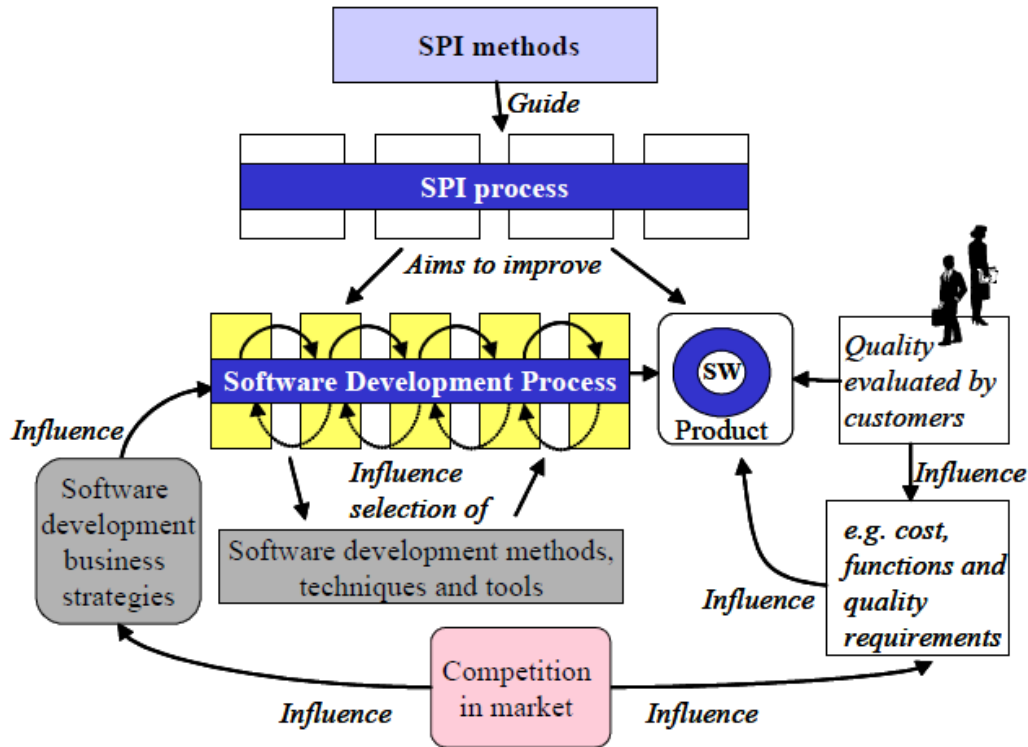 SPI methods
Guide
SPI process
Aims to improve
Software Development Process
SW
Product
Quality
evaluated by
customers
Influence
Influence
selection of
Influence
Software
development
business
strategies
Software development methods,
techniques and tools
e.g. cost,
functions and
quality
requirements
Influence
Competition
in market
Influence
Influence